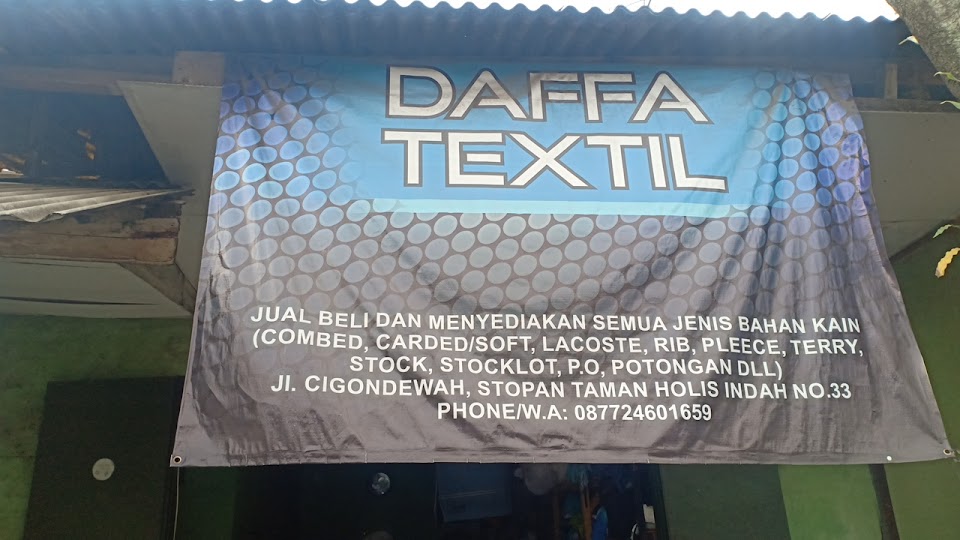 DAFFA
TEXTIL
JUAL BELI DAN MENYEDIAKAN SEMUA JENIS BAHAN KAIN
(COMBED, CARDED/SOFT, LACOSTE, RIB, PLEECE, TERRY,
STOCK, STOCKLOT, P.O, POTONGAN DLL)
Jl. CIGONDEWAH, STOPAN TAMAN HOLIS INDAH NO.33
PHONE/W.A: 087724601659